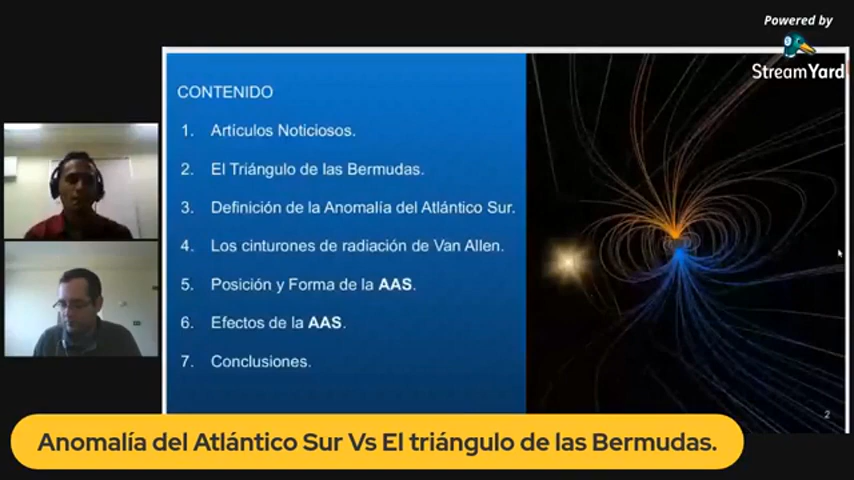 Powered by
StreamYard
CONTENIDO
1. Artículos Noticiosos.
2. El Triángulo de las Bermudas.
3. Definición de la Anomalía del Atlántico Sur.
4. Los cinturones de radiación de Van Allen.
5. Posición y Forma de la AAS.
6. Efectos de la AAS.
7. Conclusiones.
2
Anomalía del Atlántico Sur Vs El triángulo de las Bermudas.